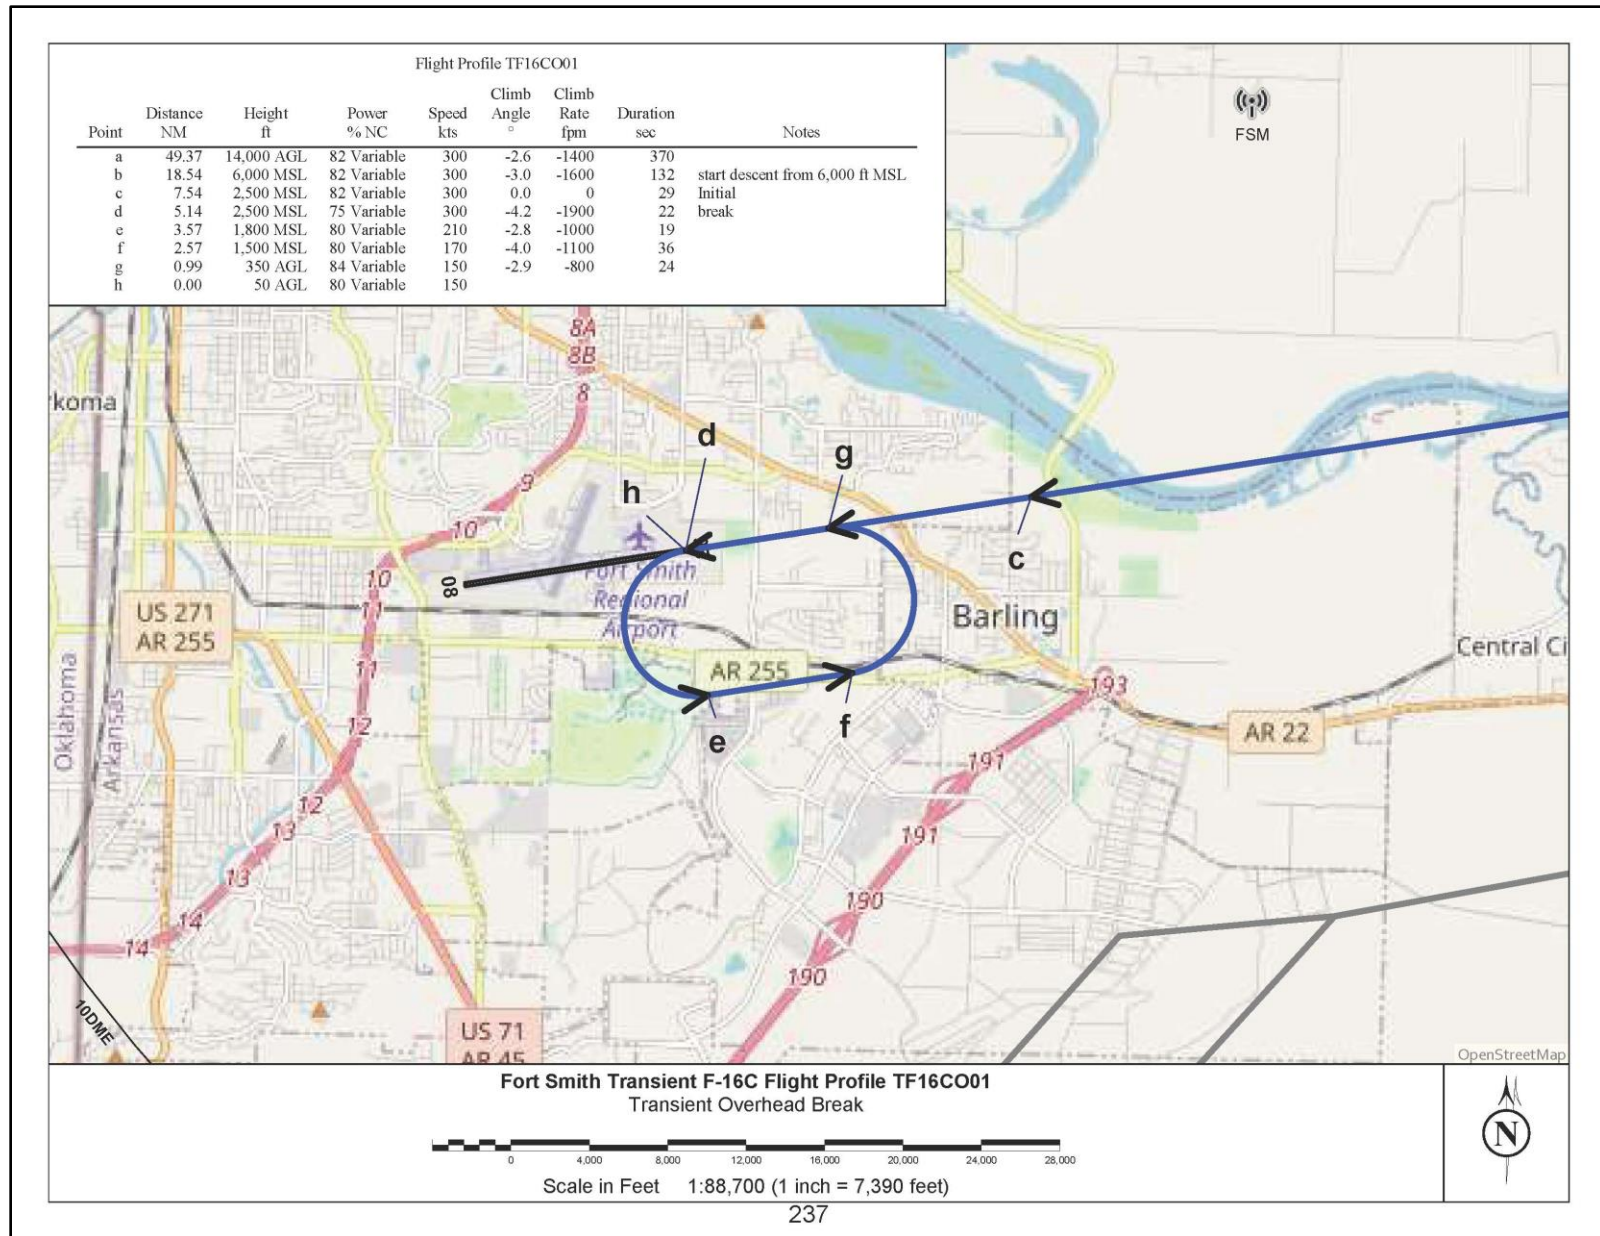 Flight Profile TF16CO01
Point Distance NM Height ft Power % NC Speed kts Climb Angle ° Climb Rate fpm Duration sec Notes
a 49.37 14,000 AGL 82 Variable 300 -2.6 -1400 370
b 18.54 6,000 MSL 82 Variable 300 -3.0 -1600 132 start descent from 6,000 ft MSL
c 7.54 2,500 MSL 82 Variable 300 0.0 0 29 Initial
d 5.14 2,500 MSL 75 Variable 300 -4.2 -1900 22 break
e 3.57 1,800 MSL 80 Variable 210 -2.8 -1000 19
f 2.57 1,500 MSL 80 Variable 170 -4.0 -1100 36
g 0.99 350 AGL 84 Variable 150 -2.9 -800 24
h 0.00 50 AGL 80 Variable 150
FSM
8A
8B
8
koma
d
g
h
9
10
c
10
08
Fort Smith
Regional
Airport
11
US 271
AR 255
Barling
Central Ci
AR 255
11
193
Oklahoma
Arkansas
12
e
f
AR 22
191
12
13
191
13
190
14
14
190
10DME
US 71
AR 45
OpenStreetMap
Fort Smith Transient F-16C Flight Profile TF16CO01
Transient Overhead Break
0 4,000 8,000 12,000 16,000 20,000 24,000 28,000
Scale in Feet 1:88,700 (1 inch = 7,390 feet)
N
237